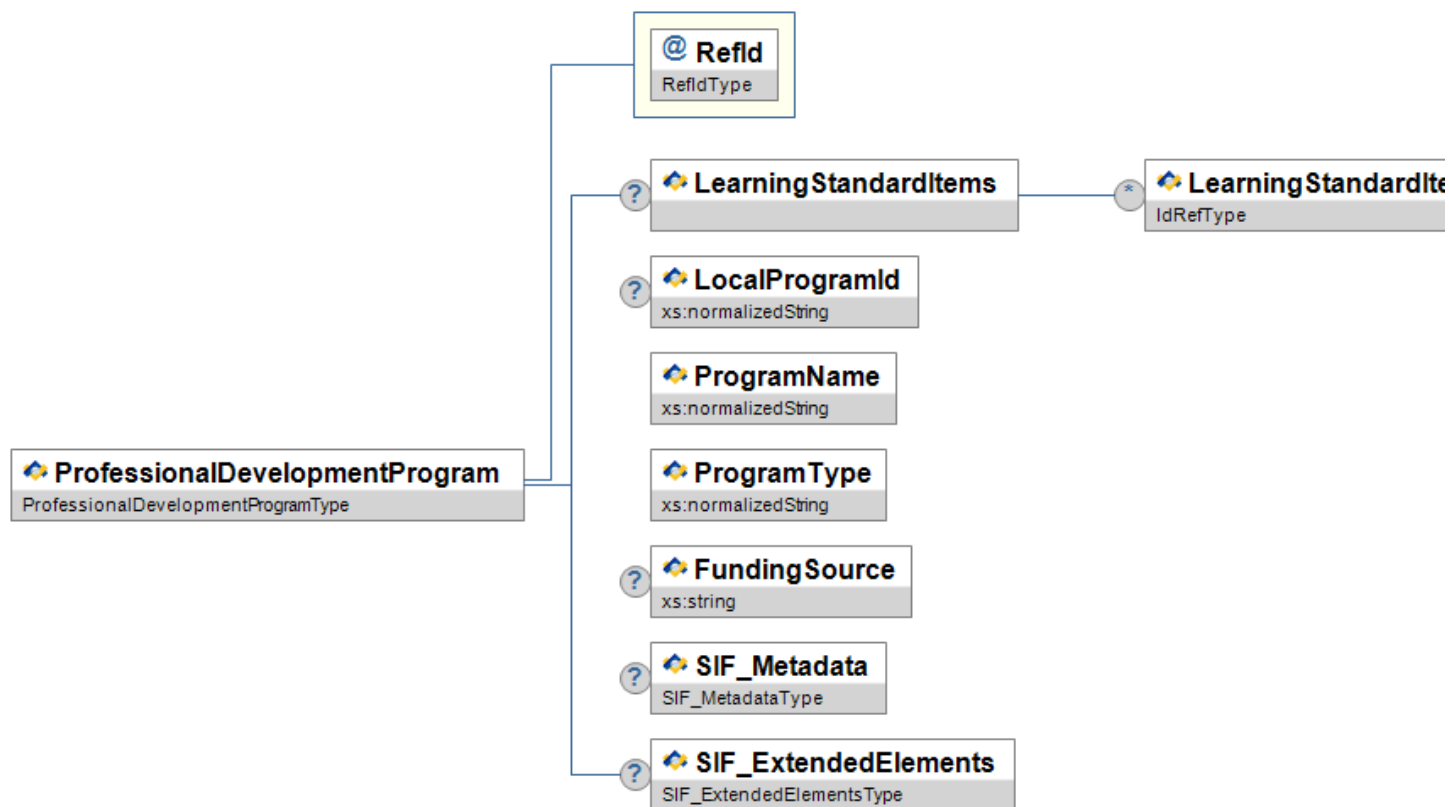 @ RefId
RefIdType
? LearningStandardItems
* LearningStandardIte
IdRefType
? LocalProgramId
xs:normalizedString
ProgramName
xs:normalizedString
ProfessionalDevelopmentProgram
ProfessionalDevelopmentProgramType
ProgramType
xs:normalizedString
? FundingSource
xs:string
? SIF_Metadata
SIF_MetadataType
? SIF_ExtendedElements
SIF_ExtendedElementsType